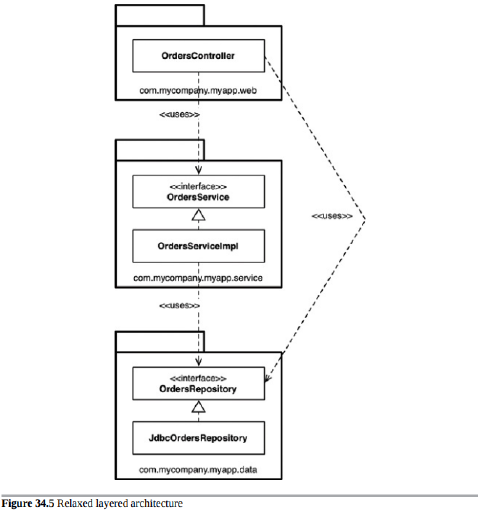 OrdersController
com.mycompany.myapp.web
<<uses>>
<<interface>>
OrdersService
<<uses>>
OrdersServiceImpl
com.mycompany.myapp.service
<<uses>>
<<interface>>
OrdersRepository
JdbcOrdersRepository
com.mycompany.myapp.data
Figure 34.5 Relaxed layered architecture